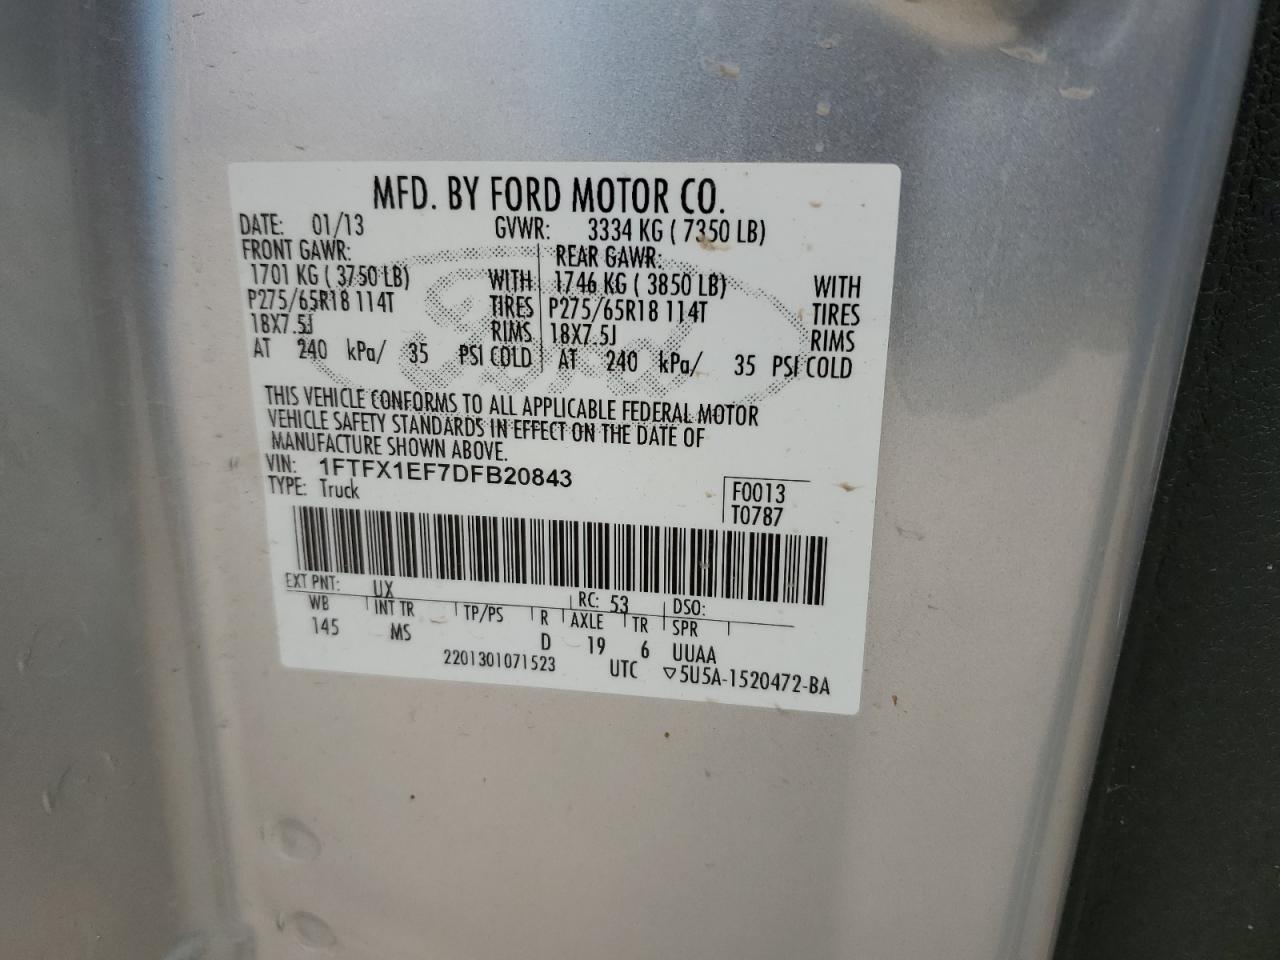 MFD. BY FORD MOTOR CO.
DATE: 01/13 GVWR: 3334 KG ( 7350 LB)
FRONT GAWR: REAR GAWR:
1701 KG ( 3750 LB) WITH 1746 KG ( 3850 LB) WITH
P275/65R18 114T TIRES P275/65R18 114T TIRES
18X7.5J RIMS 18X7.5J RIMS
AT 240 kPa/ 35 PSI COLD AT 240 kPa/ 35 PSI COLD
Ford
THIS VEHICLE CONFORMS TO ALL APPLICABLE FEDERAL MOTOR
VEHICLE SAFETY STANDARDS IN EFFECT ON THE DATE OF
MANUFACTURE SHOWN ABOVE.
VIN: 1FTFX1EF7DFB20843
TYPE: Truck
F0013
T0787
EXT PNT: UX RC: 53 DSO:
WB INT TR TP/PS R AXLE TR SPR
145 MS D 19 6 UUAA
2201301071523 UTC ▽5U5A-1520472-BA